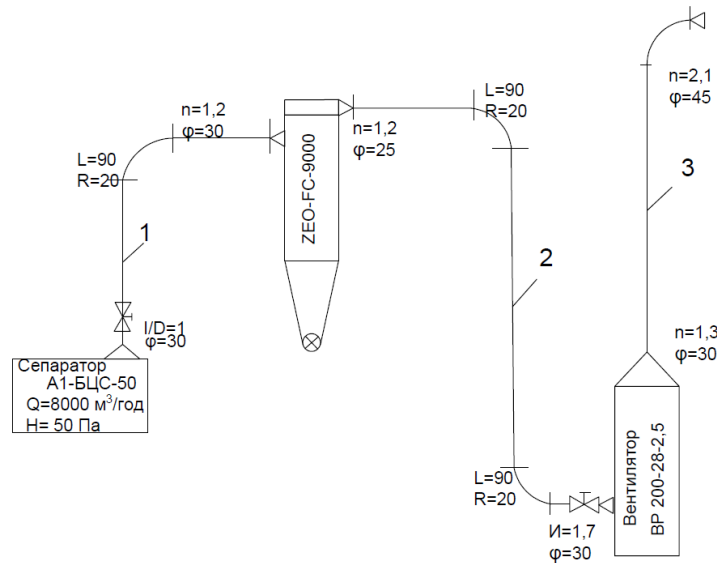 L=90
R=20
n=1,2
φ=30
1
l/D=1
φ=30
Сепаратор
А1-БЦС-50
Q=8000 м³/год
Н= 50 Па
ZEO-FC-9000
n=1,2
φ=25
L=90
R=20
2
L=90
R=20
И=1,7
φ=30
Вентилятор
ВР 200-28-2,5
n=1,3
φ=30
3
n=2,1
φ=45